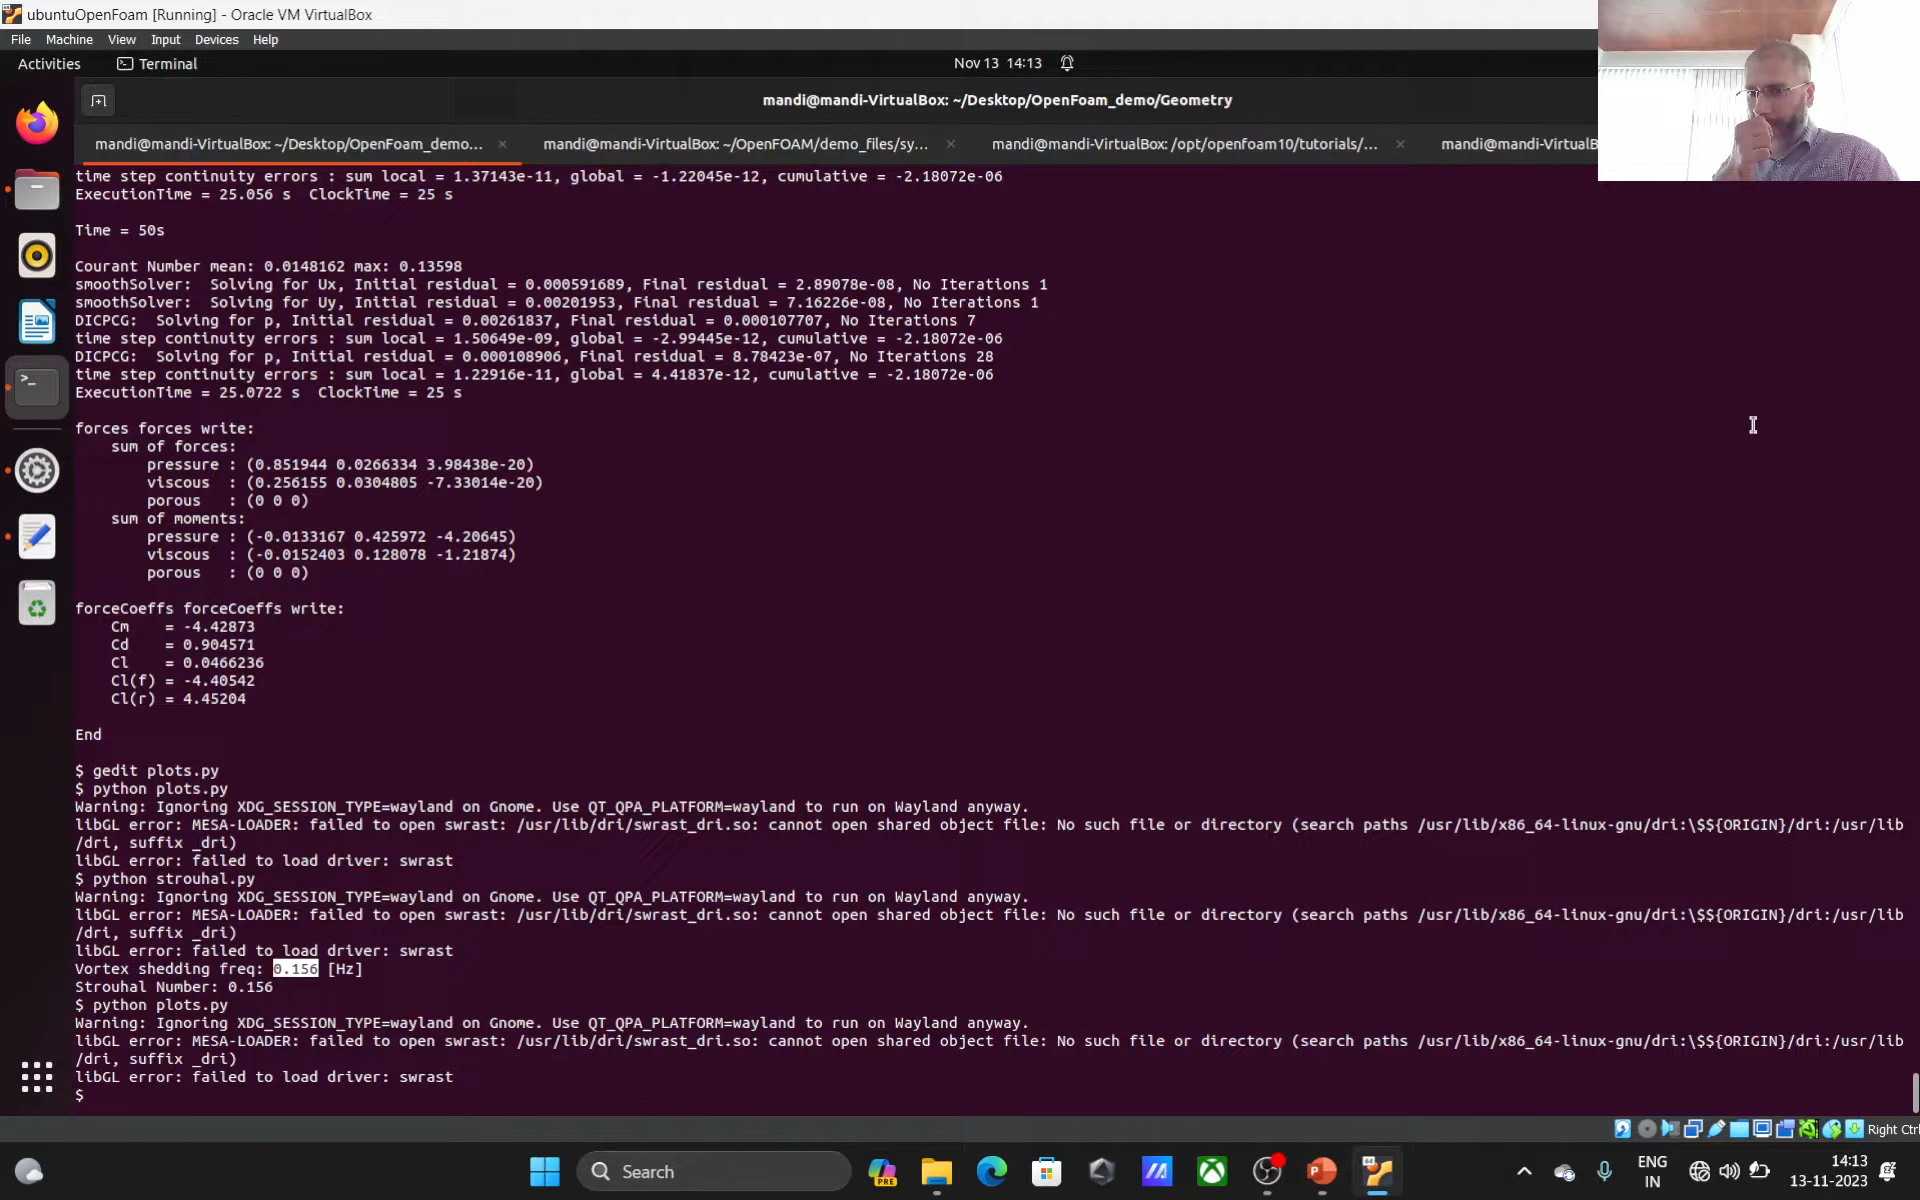 ubuntuOpenFoam [Running] - Oracle VM VirtualBox
File Machine View Input Devices Help
Activities Terminal Nov 13 14:13
mandi@mandi-VirtualBox: ~/Desktop/OpenFoam_demo/Geometry
mandi@mandi-VirtualBox: ~/Desktop/OpenFoam_demo... × mandi@mandi-VirtualBox: ~/OpenFOAM/demo_files/sy... × mandi@mandi-VirtualBox: /opt/openfoam10/tutorials/... × mandi@mandi-VirtualB
time step continuity errors : sum local = 1.37143e-11, global = -1.22045e-12, cumulative = -2.18072e-06
ExecutionTime = 25.056 s  ClockTime = 25 s
Time = 50s
Courant Number mean: 0.0148162 max: 0.13598
smoothSolver:  Solving for Ux, Initial residual = 0.000591689, Final residual = 2.89078e-08, No Iterations 1
smoothSolver:  Solving for Uy, Initial residual = 0.00201953, Final residual = 7.16226e-08, No Iterations 1
DICPCG:  Solving for p, Initial residual = 0.00261837, Final residual = 0.000107707, No Iterations 7
time step continuity errors : sum local = 1.50649e-09, global = -2.99445e-12, cumulative = -2.18072e-06
DICPCG:  Solving for p, Initial residual = 0.000108906, Final residual = 8.78423e-07, No Iterations 28
time step continuity errors : sum local = 1.22916e-11, global = 4.41837e-12, cumulative = -2.18072e-06
ExecutionTime = 25.0722 s  ClockTime = 25 s
forces forces write:
sum of forces:
pressure : (0.851944 0.0266334 3.98438e-20)
viscous  : (0.256155 0.0304805 -7.33014e-20)
porous   : (0 0 0)
sum of moments:
pressure : (-0.0133167 0.425972 -4.20645)
viscous  : (-0.0152403 0.128078 -1.21874)
porous   : (0 0 0)
forceCoeffs forceCoeffs write:
Cm    = -4.42873
Cd    = 0.904571
Cl    = 0.0466236
Cl(f) = -4.40542
Cl(r) = 4.45204
End
$ gedit plots.py
$ python plots.py
Warning: Ignoring XDG_SESSION_TYPE=wayland on Gnome. Use QT_QPA_PLATFORM=wayland to run on Wayland anyway.
libGL error: MESA-LOADER: failed to open swrast: /usr/lib/dri/swrast_dri.so: cannot open shared object file: No such file or directory (search paths /usr/lib/x86_64-linux-gnu/dri:\$${ORIGIN}/dri:/usr/lib
/dri, suffix _dri)
libGL error: failed to load driver: swrast
$ python strouhal.py
Warning: Ignoring XDG_SESSION_TYPE=wayland on Gnome. Use QT_QPA_PLATFORM=wayland to run on Wayland anyway.
libGL error: MESA-LOADER: failed to open swrast: /usr/lib/dri/swrast_dri.so: cannot open shared object file: No such file or directory (search paths /usr/lib/x86_64-linux-gnu/dri:\$${ORIGIN}/dri:/usr/lib
/dri, suffix _dri)
libGL error: failed to load driver: swrast
Vortex shedding freq: 0.156 [Hz]
Strouhal Number: 0.156
$ python plots.py
Warning: Ignoring XDG_SESSION_TYPE=wayland on Gnome. Use QT_QPA_PLATFORM=wayland to run on Wayland anyway.
libGL error: MESA-LOADER: failed to open swrast: /usr/lib/dri/swrast_dri.so: cannot open shared object file: No such file or directory (search paths /usr/lib/x86_64-linux-gnu/dri:\$${ORIGIN}/dri:/usr/lib
/dri, suffix _dri)
libGL error: failed to load driver: swrast
$
Right Ctrl
Search PRE ENG 14:13
IN 13-11-2023